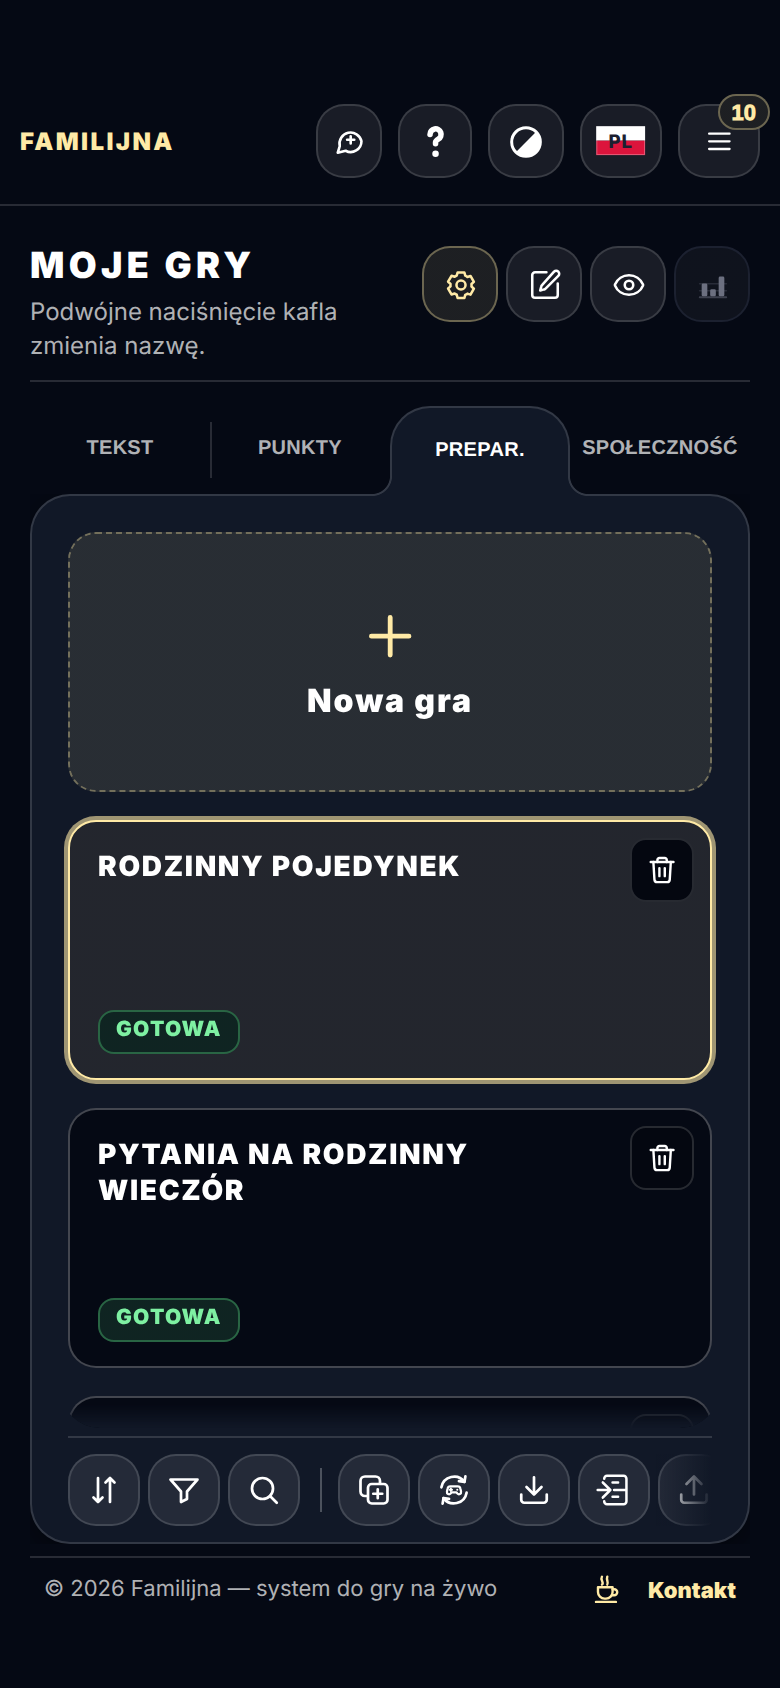 FAMILIJNA
PL
10
MOJE GRY
Podwójne naciśnięcie kafla
zmienia nazwę.
TEKST
PUNKTY
PREPAR.
SPOŁECZNOŚĆ
Nowa gra
RODZINNY POJEDYNEK
GOTOWA
PYTANIA NA RODZINNY
WIECZÓR
GOTOWA
© 2026 Familijna — system do gry na żywo
Kontakt